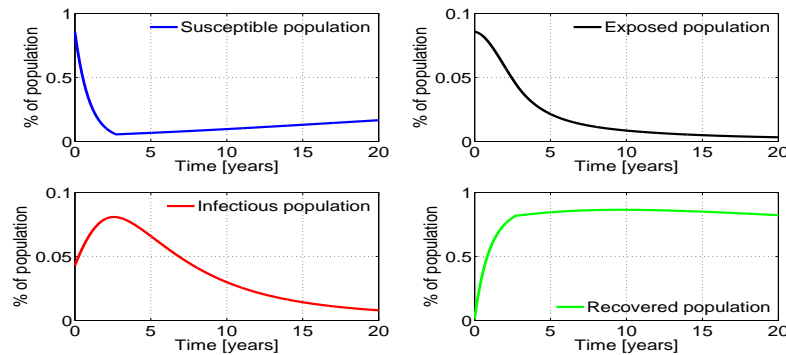 1
0.5
0
% of population
Susceptible population
0 5 10 15 20
Time [years]
0.1
0.05
0
% of population
Exposed population
0 5 10 15 20
Time [years]
0.1
0.05
0
% of population
Infectious population
0 5 10 15 20
Time [years]
1
0.5
0
% of population
Recovered population
0 5 10 15 20
Time [years]